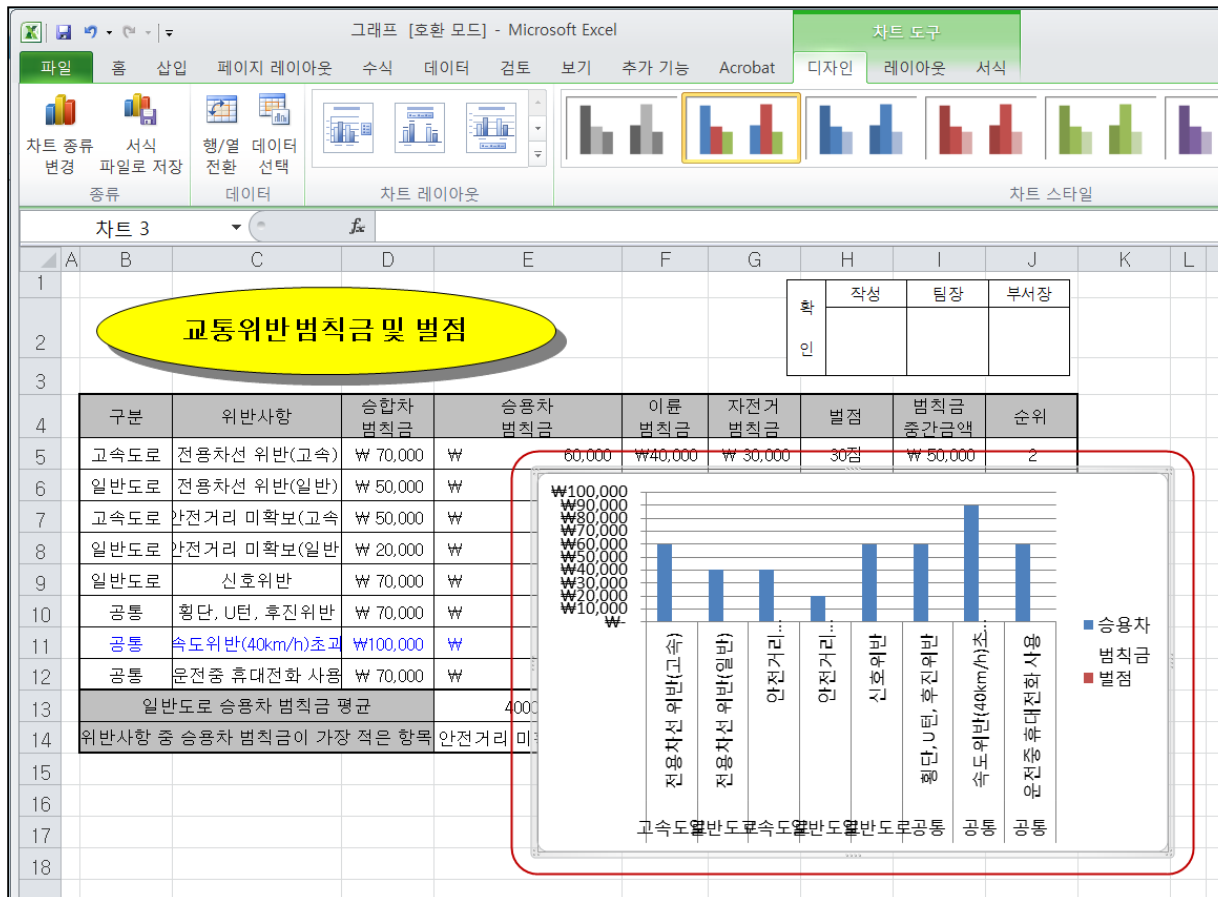 그래프 [호환 모드] - Microsoft Excel
차트 도구
파일 홈 삽입 페이지 레이아웃 수식 데이터 검토 보기 추가 기능 Acrobat 디자인 레이아웃 서식
차트 종류 변경
서식 파일로 저장
행/열 전환
데이터 선택
종류 데이터 차트 레이아웃 차트 스타일
차트 3 fx
A B C D E F G H I J K L
1
확인 작성 팀장 부서장
2 교통위반 범칙금 및 벌점
3
4 구분 위반사항 승합차 범칙금 승용차 범칙금 이륜 범칙금 자전거 범칙금 벌점 범칙금 중간금액 순위
5 고속도로 전용차선 위반(고속) ₩ 70,000 ₩ 60,000 ₩40,000 ₩ 30,000 30점 ₩ 50,000 2
6 일반도로 전용차선 위반(일반) ₩ 50,000 ₩
7 고속도로 안전거리 미확보(고속 ₩ 50,000 ₩
8 일반도로 안전거리 미확보(일반 ₩ 20,000 ₩
9 일반도로 신호위반 ₩ 70,000 ₩
10 공통 횡단, U턴, 후진위반 ₩ 70,000 ₩
11 공통 속도위반(40km/h)초과 ₩100,000 ₩
12 공통 운전중 휴대전화 사용 ₩ 70,000 ₩
13 일반도로 승용차 범칙금 평균 4000
14 위반사항 중 승용차 범칙금이 가장 적은 항목 안전거리 미
15
16
17
18
₩100,000
₩90,000
₩80,000
₩70,000
₩60,000
₩50,000
₩40,000
₩30,000
₩20,000
₩10,000
₩-
전용차선 위반(고속)
전용차선 위반(일반)
안전거리…
안전거리…
신호위반
횡단, U턴, 후진위반
속도위반(40km/h)초…
운전중 휴대전화 사용
고속도로 일반도로 고속도로 일반도로 일반도로 공통 공통 공통
승용차
범칙금
벌점